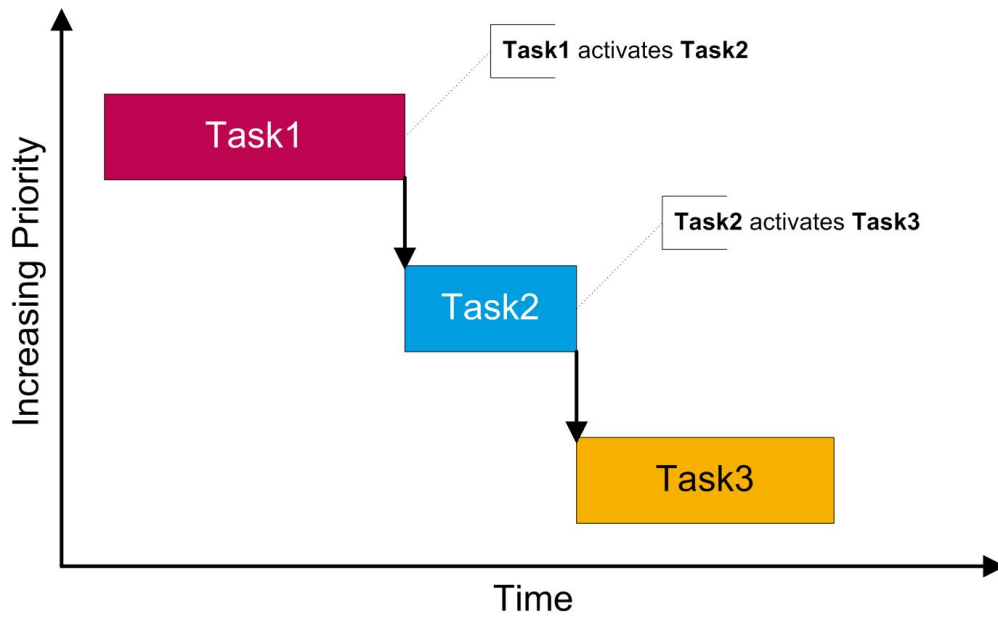 Task1 activates Task2
Task1
Task2 activates Task3
Task2
Task3
Increasing Priority
Time